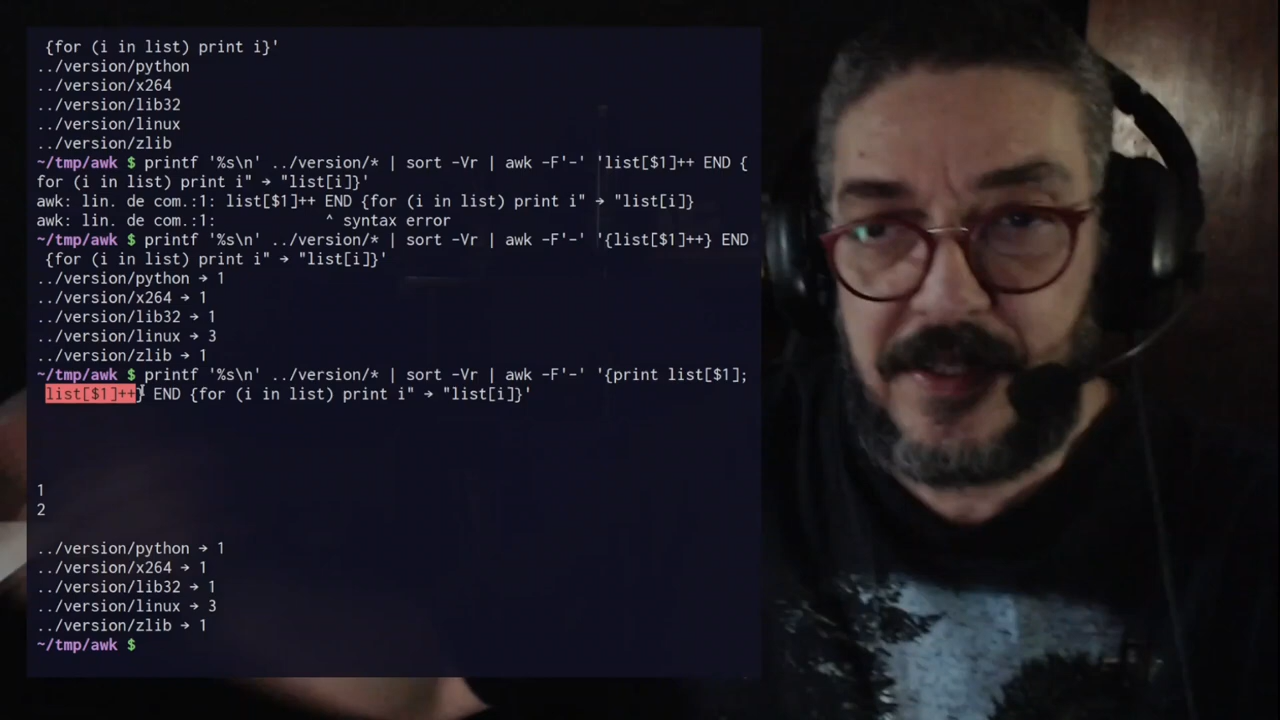 {for (i in list) print i}'
../version/python
../version/x264
../version/lib32
../version/linux
../version/zlib
~/tmp/awk $ printf '%s\n' ../version/* | sort -Vr | awk -F'-' 'list[$1]++ END {
for (i in list) print i" → "list[i]}'
awk: lin. de com.:1: list[$1]++ END {for (i in list) print i" → "list[i]}
awk: lin. de com.:1:            ^ syntax error
~/tmp/awk $ printf '%s\n' ../version/* | sort -Vr | awk -F'-' '{list[$1]++} END
{for (i in list) print i" → "list[i]}'
../version/python → 1
../version/x264 → 1
../version/lib32 → 1
../version/linux → 3
../version/zlib → 1
~/tmp/awk $ printf '%s\n' ../version/* | sort -Vr | awk -F'-' '{print list[$1];
list[$1]++} END {for (i in list) print i" → "list[i]}'
1
2
../version/python → 1
../version/x264 → 1
../version/lib32 → 1
../version/linux → 3
../version/zlib → 1
~/tmp/awk $